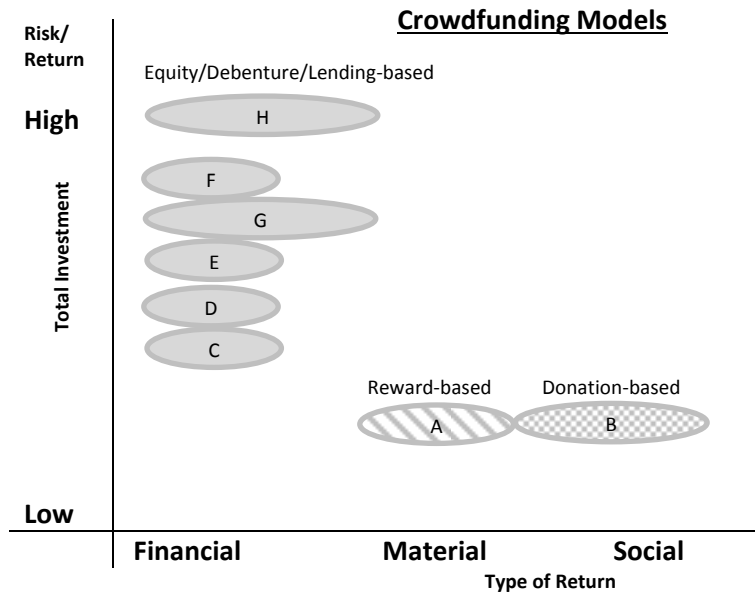 Crowdfunding Models
Risk/
Return
Equity/Debenture/Lending-based
High
H
F
G
E
D
C
Total Investment
Reward-based
Donation-based
A
B
Low
Financial
Material
Social
Type of Return